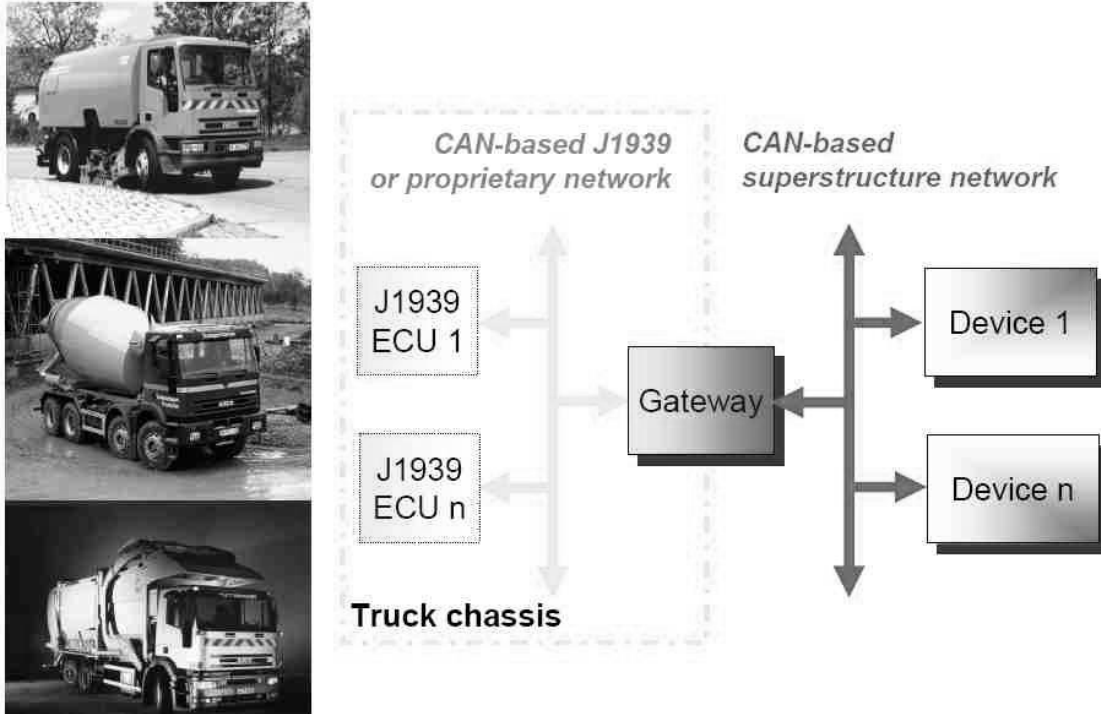 CAN-based J1939
or proprietary network
CAN-based
superstructure network
J1939
ECU 1
Device 1
Gateway
J1939
ECU n
Device n
Truck chassis